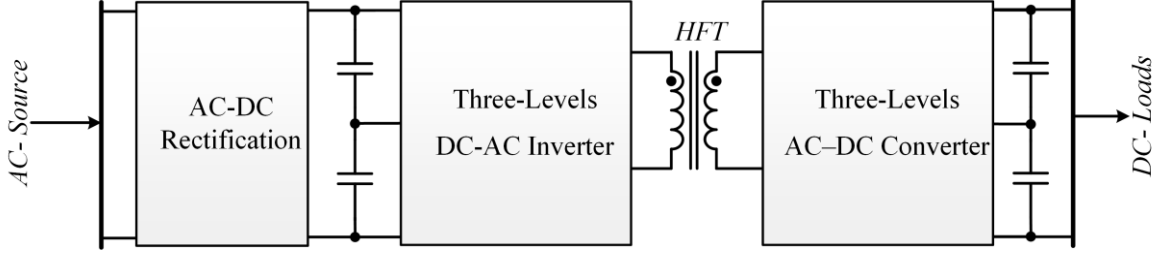 AC- Source
AC-DC
Rectification
Three-Levels
DC-AC Inverter
HFT
Three-Levels
AC–DC Converter
DC- Loads